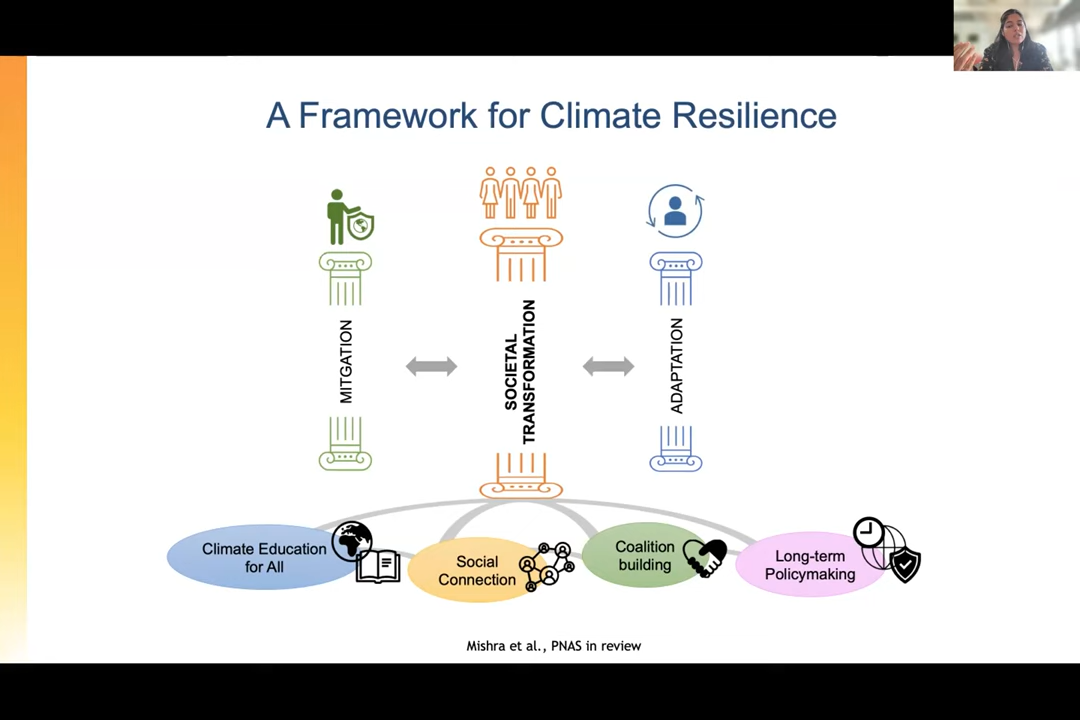 A Framework for Climate Resilience
MITGATION
SOCIETAL
TRANSFORMATION
ADAPTATION
Climate Education
for All
Social
Connection
Coalition
building
Long-term
Policymaking
Mishra et al., PNAS in review